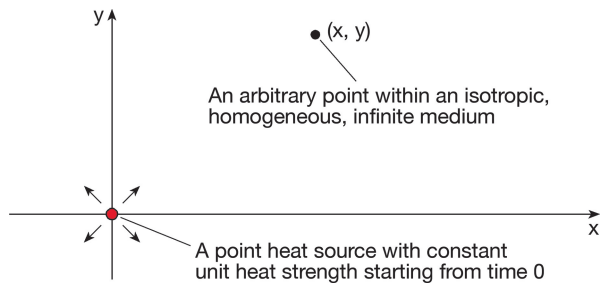 y
(x, y)
An arbitrary point within an isotropic,
homogeneous, infinite medium
x
A point heat source with constant
unit heat strength starting from time 0